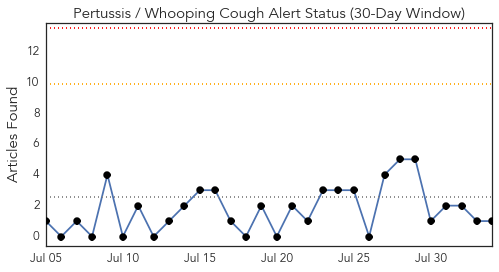 Pertussis / Whooping Cough Alert Status (30-Day Window)
Articles Found
12
10
8
6
4
2
0
Jul 05 Jul 10 Jul 15 Jul 20 Jul 25 Jul 30